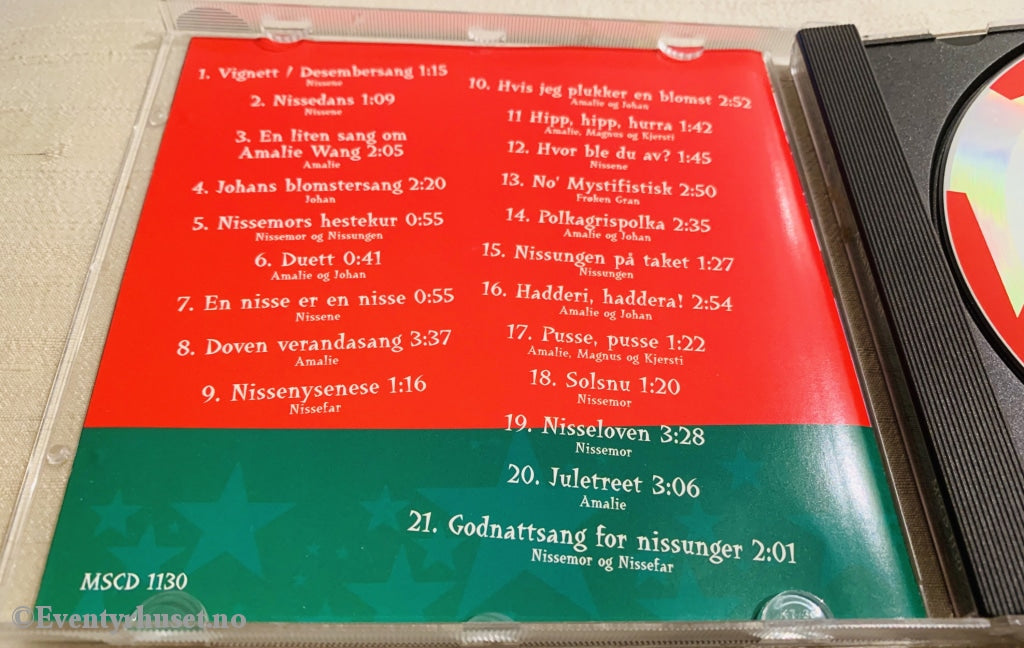 1. Vignett / Desembersang 1:15
Nissene
2. Nissedans 1:09
Nissene
3. En liten sang om
Amalie Wang 2:05
Amalie
4. Johans blomstersang 2:20
Johan
5. Nissemors hestekur 0:55
Nissemor og Nissungen
6. Duett 0:41
Amalie og Johan
7. En nisse er en nisse 0:55
Nissene
8. Doven verandasang 3:37
Amalie
9. Nissenysenese 1:16
Nissefar
10. Hvis jeg plukker en blomst 2:52
Amalie og Johan
11 Hipp, hipp, hurra 1:42
Amalie, Magnus og Kjersti
12. Hvor ble du av? 1:45
Nissene
13. No' Mystifistisk 2:50
Frøken Gran
14. Polkagrispolka 2:35
Amalie og Johan
15. Nissungen på taket 1:27
Nissungen
16. Hadderi, haddera! 2:54
Amalie og Johan
17. Pusse, pusse 1:22
Amalie, Magnus og Kjersti
18. Solsnu 1:20
Nissemor
19. Nisseloven 3:28
Nissemor
20. Juletreet 3:06
Amalie
21. Godnattsang for nissunger 2:01
Nissemor og Nissefar
MSCD 1130
©Eventyrhuset.no